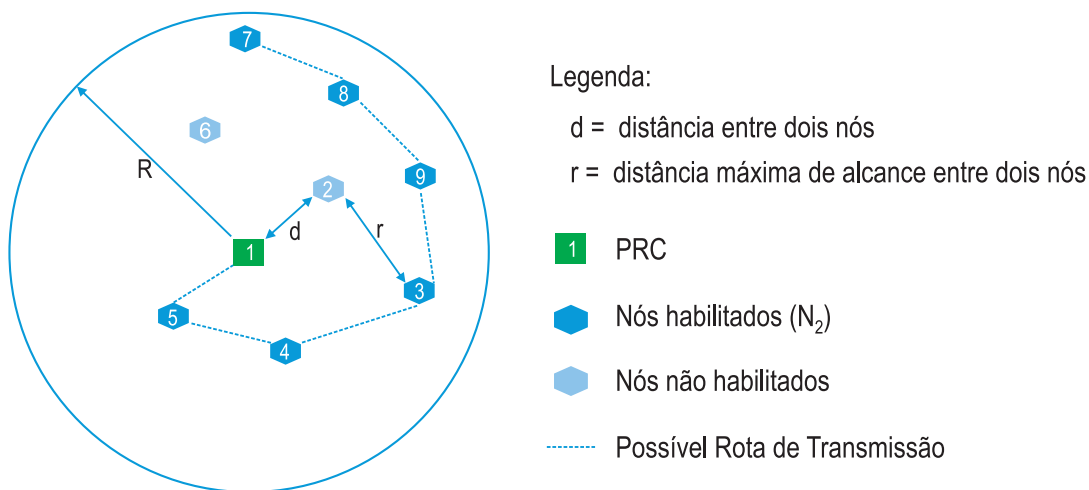 7
8
6
R
9
2
d
r
1
3
5
4
Legenda:
d = distância entre dois nós
r = distância máxima de alcance entre dois nós
1 PRC
Nós habilitados (N₂)
Nós não habilitados
Possível Rota de Transmissão